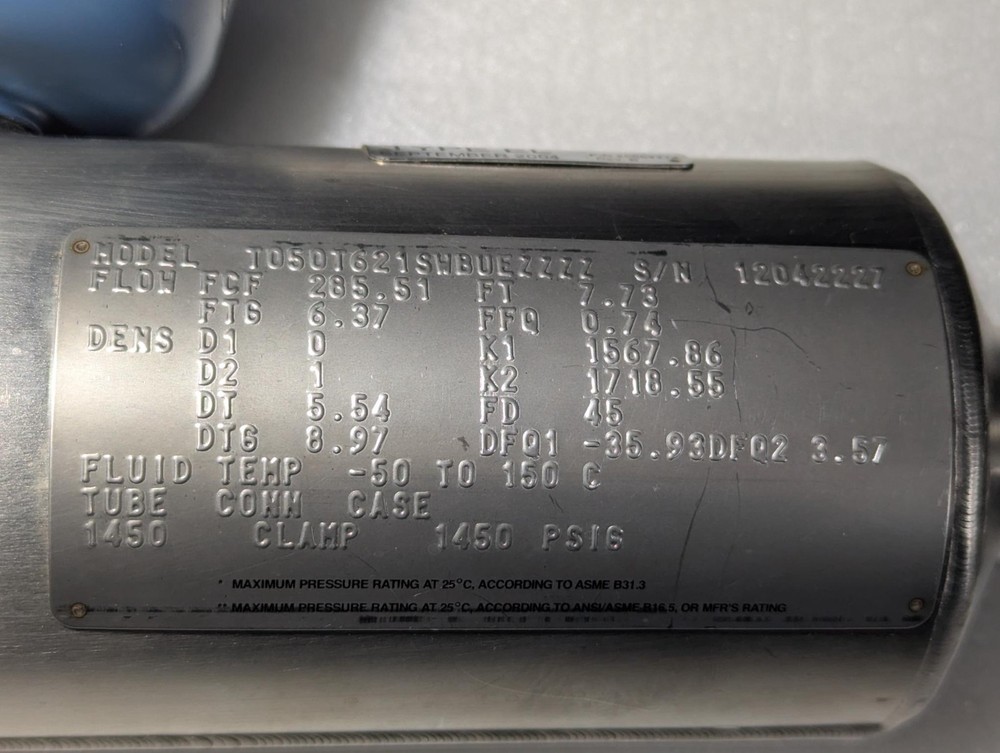 SEPTEMBER 2004
MODEL T050T621SWBUEZZZZ S/N 12042227
FLOW FCF 285.51 FT 7.73
FTG 6.37 FFQ 0.74
DENS D1 0 K1 1567.86
D2 1 K2 1718.55
DT 5.54 FD 45
DTG 8.97 DFQ1 -35.93DFQ2 3.57
FLUID TEMP -50 TO 150 C
TUBE CONN CASE
1450 CLAMP 1450 PSIG
* MAXIMUM PRESSURE RATING AT 25°C, ACCORDING TO ASME B31.3
** MAXIMUM PRESSURE RATING AT 25°C, ACCORDING TO ANSI/ASME B16.5, OR MFR'S RATING